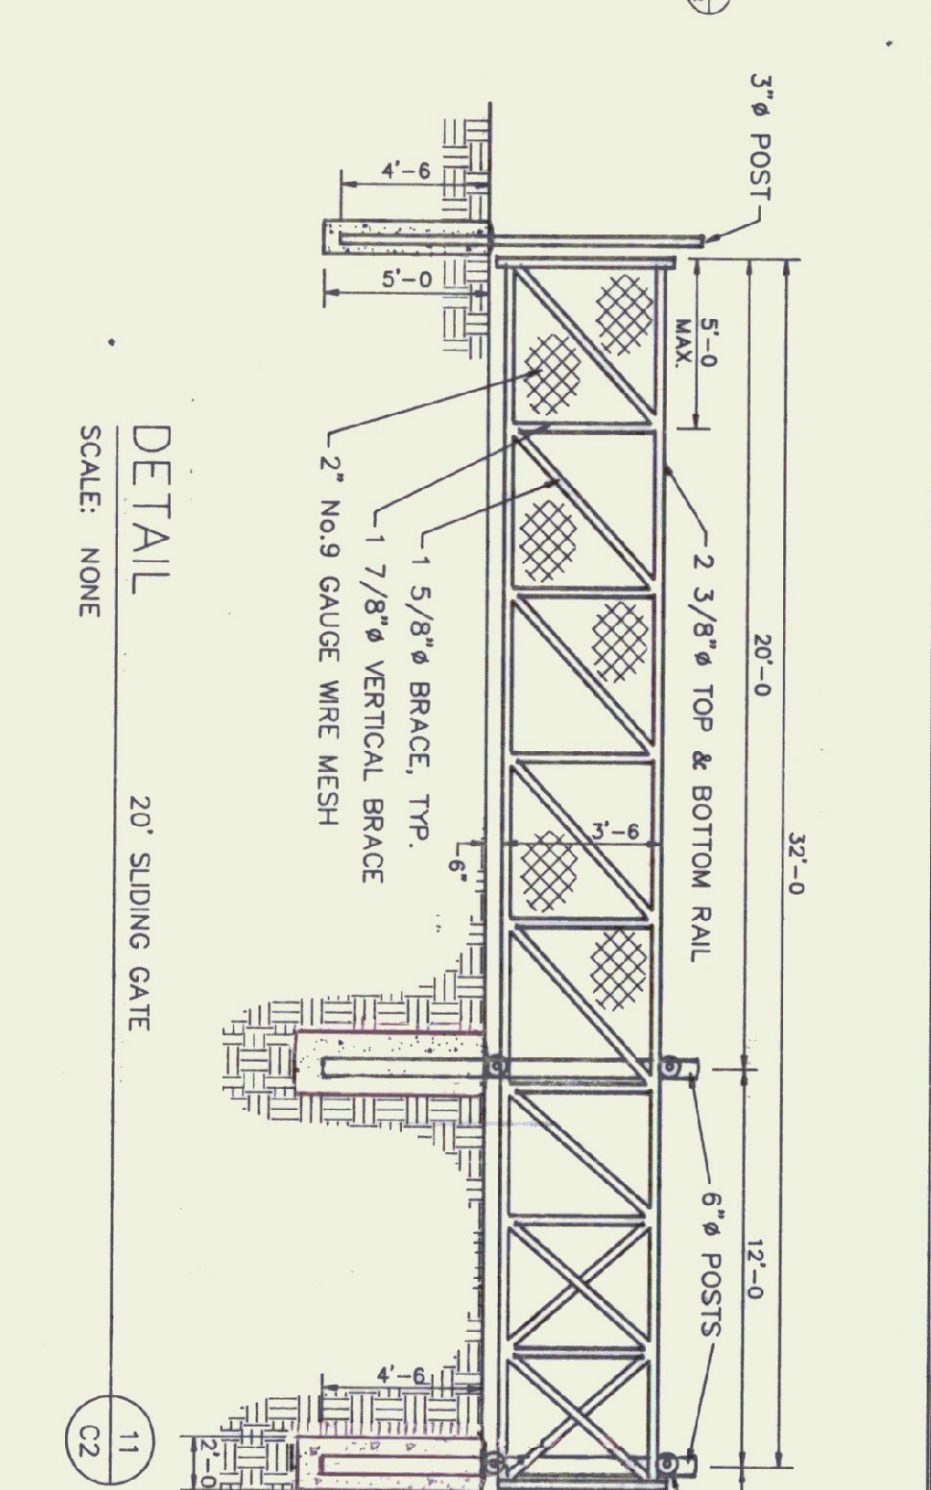 3"ø POST
32'-0
20'-0
12'-0
5'-0
MAX.
2 3/8"ø TOP & BOTTOM RAIL
6"ø POSTS
3'-6
6"
4'-6
5'-0
4'-6
2'-0
1 5/8"ø BRACE, TYP.
1 7/8"ø VERTICAL BRACE
2" No.9 GAUGE WIRE MESH
DETAIL
20' SLIDING GATE
SCALE: NONE
11
C2